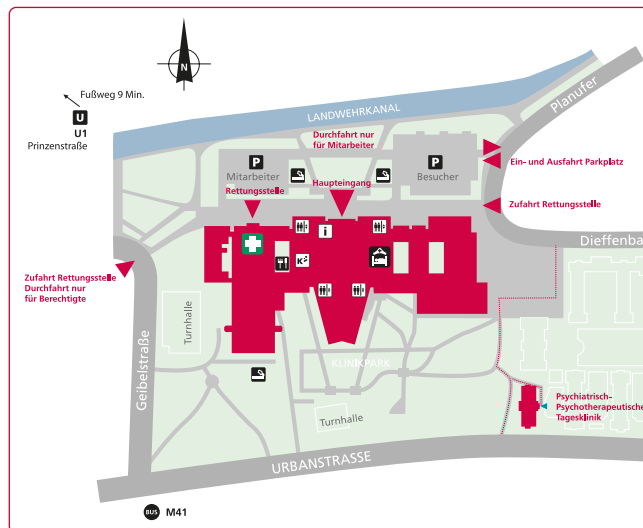 N
Fußweg 9 Min.
U
U1
Prinzenstraße
LANDWEHRKANAL
Planufer
Durchfahrt nur
für Mitarbeiter
P
Mitarbeiter
P
Besucher
Ein- und Ausfahrt Parkplatz
Rettungsstelle
Haupteingang
Zufahrt Rettungsstelle
i
K
Dieffenba
Zufahrt Rettungsstelle
Durchfahrt nur
für Berechtigte
Turnhalle
Geibelstraße
KLINIKPARK
Turnhalle
Psychiatrisch-
Psychotherapeutische
Tagesklinik
URBANSTRASSE
BUS M41